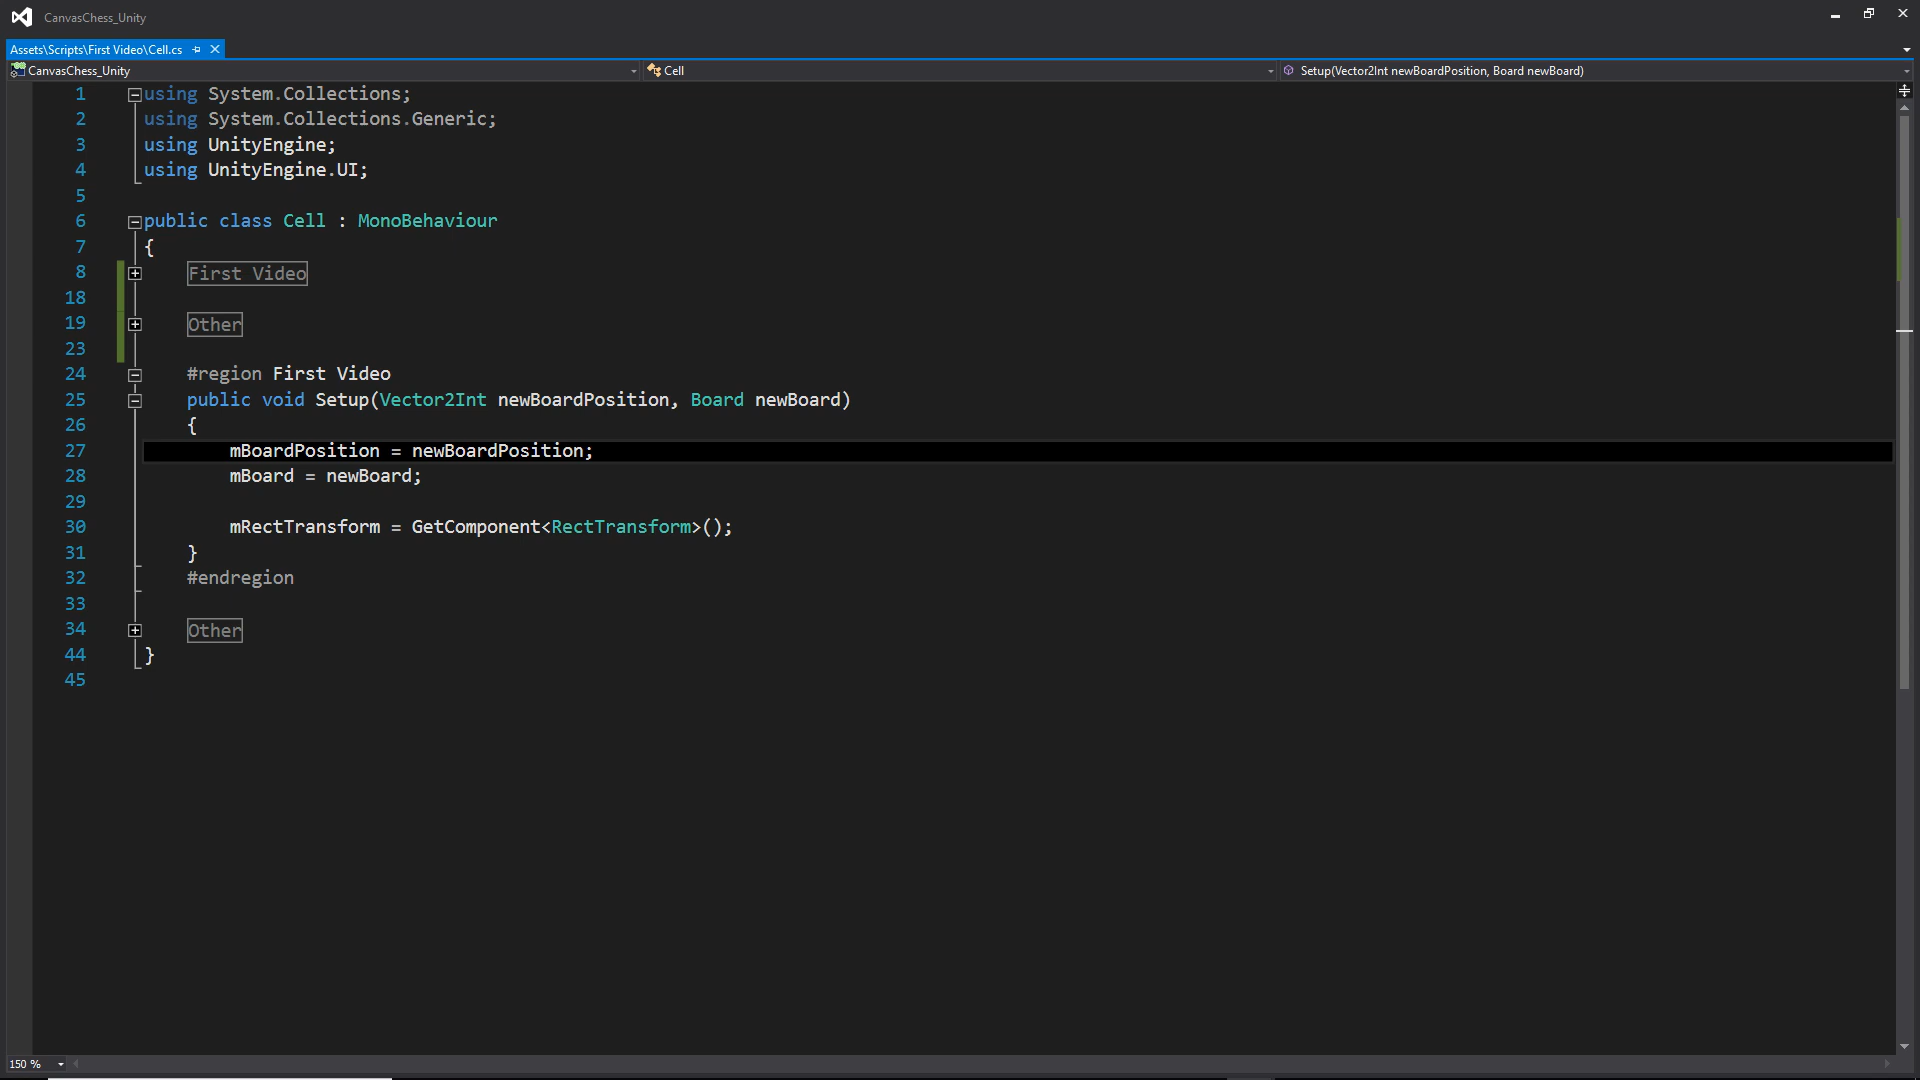 CanvasChess_Unity
Assets\Scripts\First Video\Cell.cs
CanvasChess_Unity Cell Setup(Vector2Int newBoardPosition, Board newBoard)
1 using System.Collections;
2 using System.Collections.Generic;
3 using UnityEngine;
4 using UnityEngine.UI;
5
6 public class Cell : MonoBehaviour
7 {
8 First Video
18
19 Other
23
24 #region First Video
25 public void Setup(Vector2Int newBoardPosition, Board newBoard)
26 {
27 mBoardPosition = newBoardPosition;
28 mBoard = newBoard;
29
30 mRectTransform = GetComponent<RectTransform>();
31 }
32 #endregion
33
34 Other
44 }
45
150 %